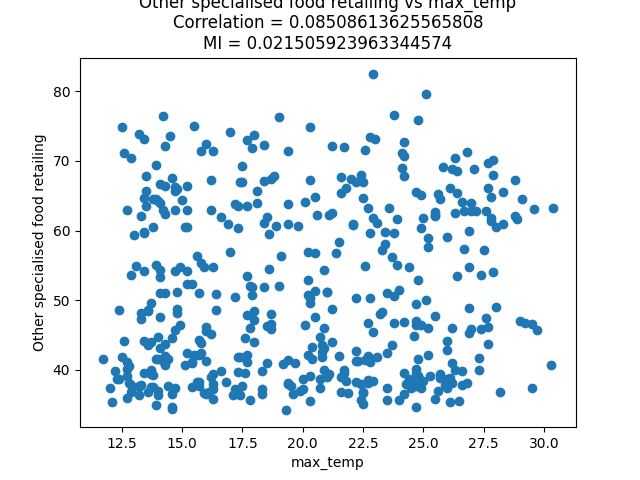 Other specialised food retailing vs max_temp
Correlation = 0.08508613625565808
MI = 0.021505923963344574
80
70
60
50
40
Other specialised food retailing
12.5 15.0 17.5 20.0 22.5 25.0 27.5 30.0
max_temp